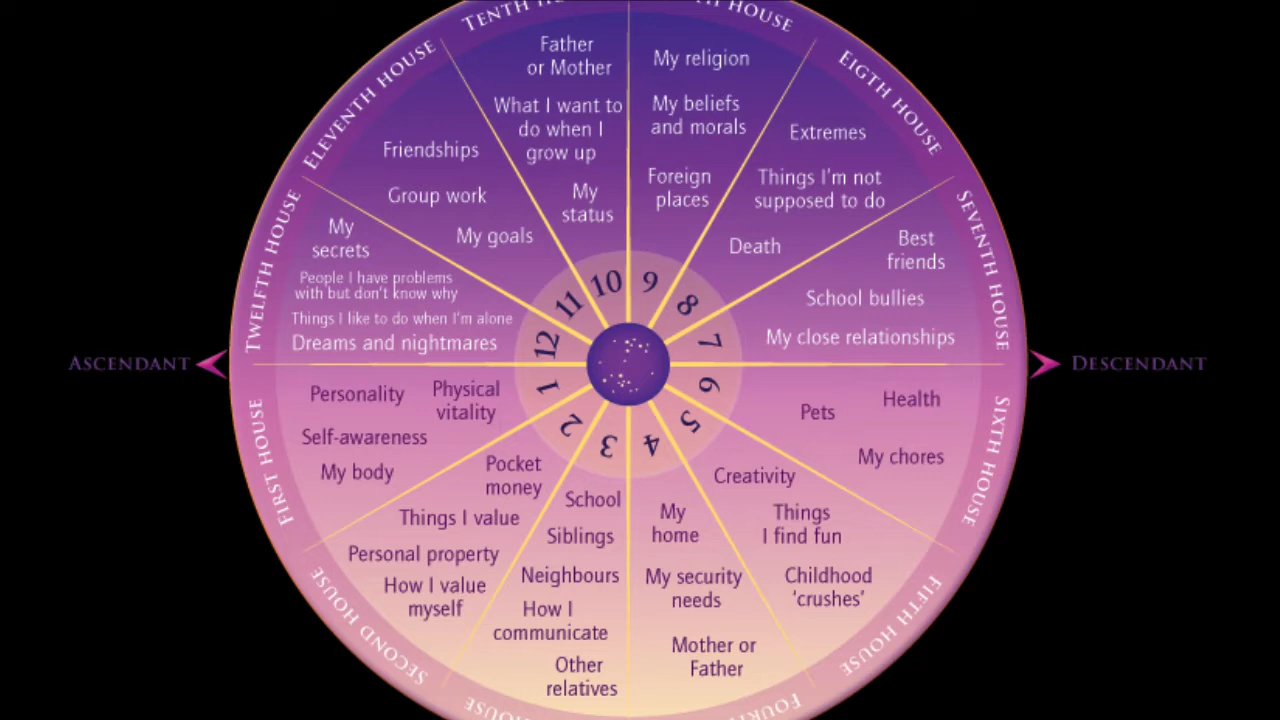 TENTH
HOUSE
Father
or Mother
What I want to
do when I
grow up
My
status
10
My religion
My beliefs
and morals
Foreign
places
9
EIGTH HOUSE
Extremes
Things I'm not
supposed to do
Death
8
SEVENTH HOUSE
Best
friends
School bullies
My close relationships
7
ELEVENTH HOUSE
Friendships
Group work
My goals
11
TWELFTH HOUSE
My
secrets
People I have problems
with but don't know why
Things I like to do when I'm alone
Dreams and nightmares
12
ASCENDANT
DESCENDANT
FIRST HOUSE
Personality
Physical
vitality
Self-awareness
My body
1
SECOND HOUSE
Pocket
money
Things I value
Personal property
How I value
myself
2
School
Siblings
Neighbours
How I
communicate
Other
relatives
3
My
home
My security
needs
Mother or
Father
4
FIFTH HOUSE
Creativity
Things
I find fun
Childhood
'crushes'
5
SIXTH HOUSE
Health
Pets
My chores
6